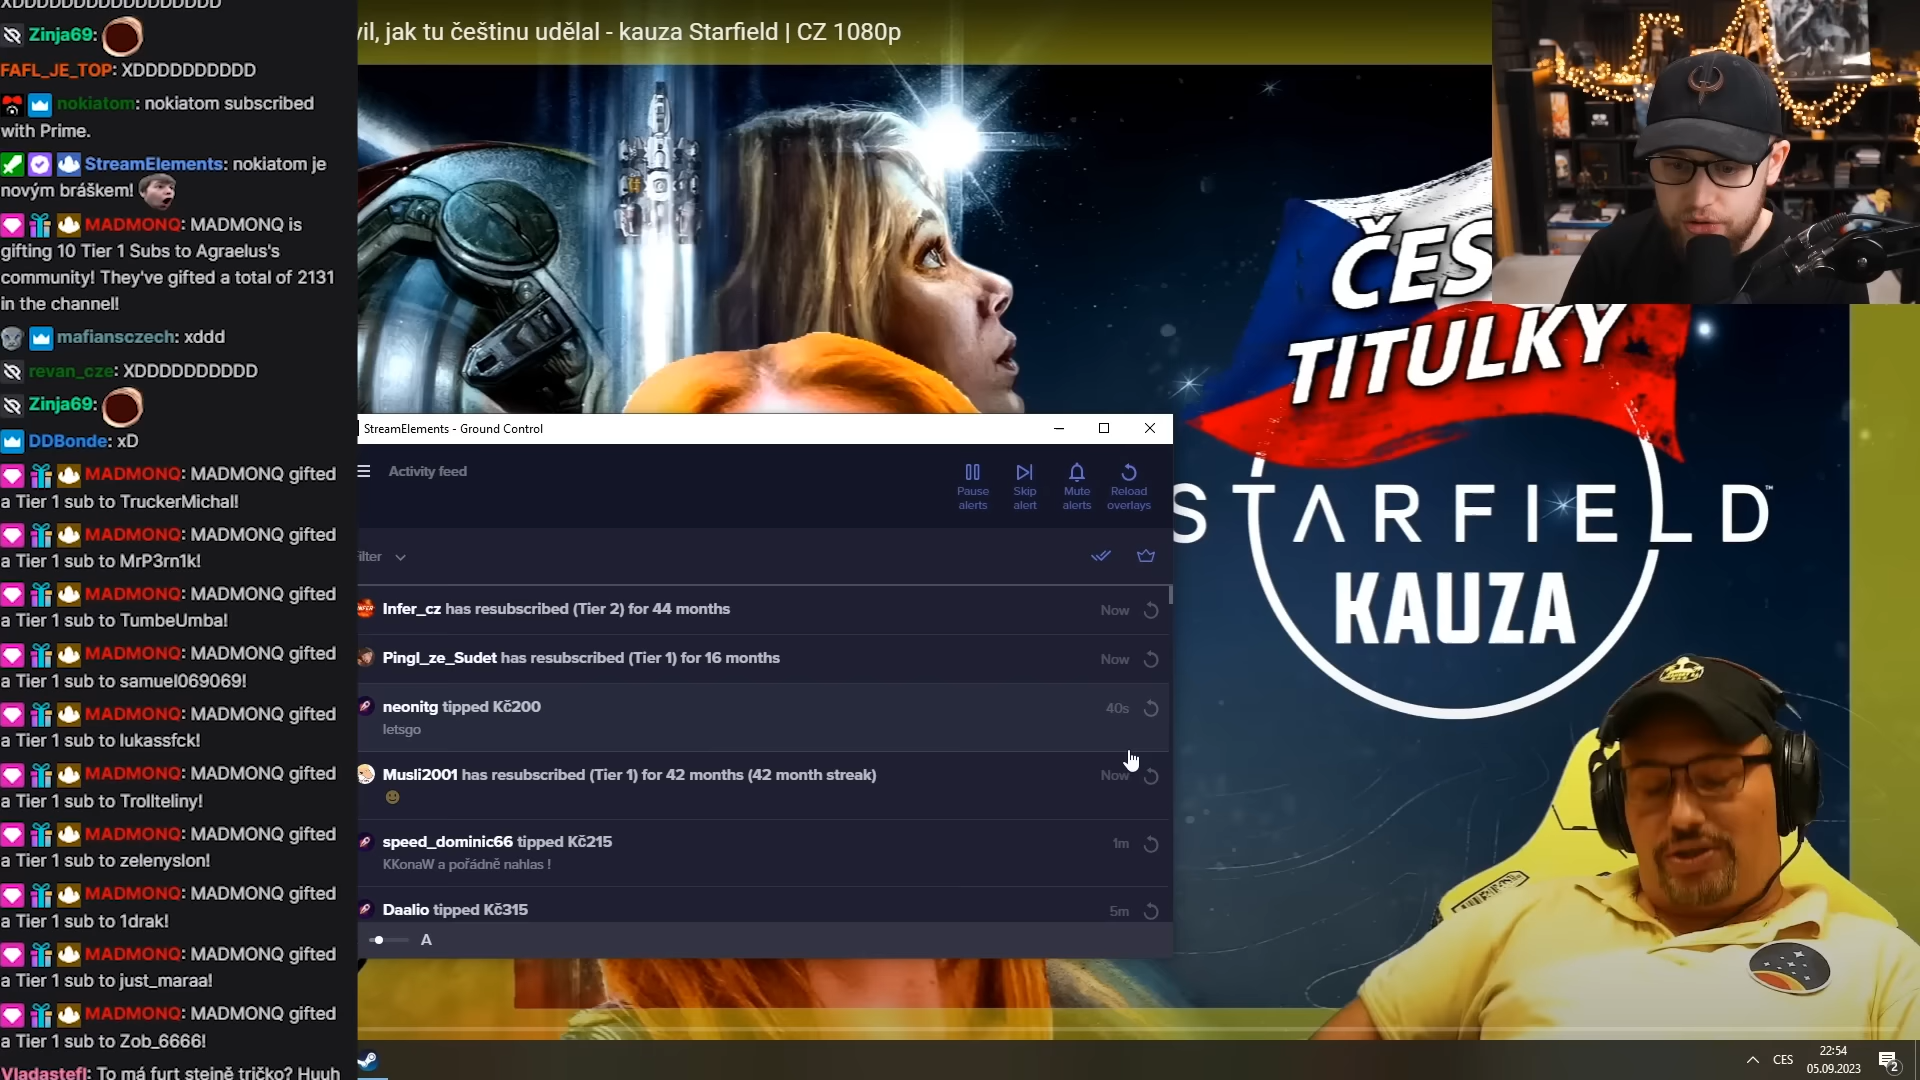 Zinja69:
FAFL_JE_TOP: XDDDDDDDDDD
nokiatom: nokiatom subscribed
with Prime.
StreamElements: nokiatom je
novým bráškem!
MADMONQ: MADMONQ is
gifting 10 Tier 1 Subs to Agraelus's
community! They've gifted a total of 2131
in the channel!
mafiansczech: xddd
revan_cze: XDDDDDDDDDD
Zinja69:
DDBonde: xD
MADMONQ: MADMONQ gifted
a Tier 1 sub to TruckerMichal!
MADMONQ: MADMONQ gifted
a Tier 1 sub to MrP3rn1k!
MADMONQ: MADMONQ gifted
a Tier 1 sub to TumbeUmba!
MADMONQ: MADMONQ gifted
a Tier 1 sub to samuel069069!
MADMONQ: MADMONQ gifted
a Tier 1 sub to lukassfck!
MADMONQ: MADMONQ gifted
a Tier 1 sub to Trollteliny!
MADMONQ: MADMONQ gifted
a Tier 1 sub to zelenyslon!
MADMONQ: MADMONQ gifted
a Tier 1 sub to 1drak!
MADMONQ: MADMONQ gifted
a Tier 1 sub to just_maraa!
MADMONQ: MADMONQ gifted
a Tier 1 sub to Zob_6666!
Vladastefl: To má furt stejně tričko? Huuh
vil, jak tu češtinu udělal - kauza Starfield | CZ 1080p
ČES
TITULKY
STARFIELD™
KAUZA
StreamElements - Ground Control
Activity feed
Pause alerts
Skip alert
Mute alerts
Reload overlays
ilter
Infer_cz has resubscribed (Tier 2) for 44 months Now
Pingl_ze_Sudet has resubscribed (Tier 1) for 16 months Now
neonitg tipped Kč200 40s
letsgo
Musli2001 has resubscribed (Tier 1) for 42 months (42 month streak) Now
speed_dominic66 tipped Kč215 1m
KKonaW a pořádně nahlas !
Daalio tipped Kč315 5m
A
CES
22:54
05.09.2023
2